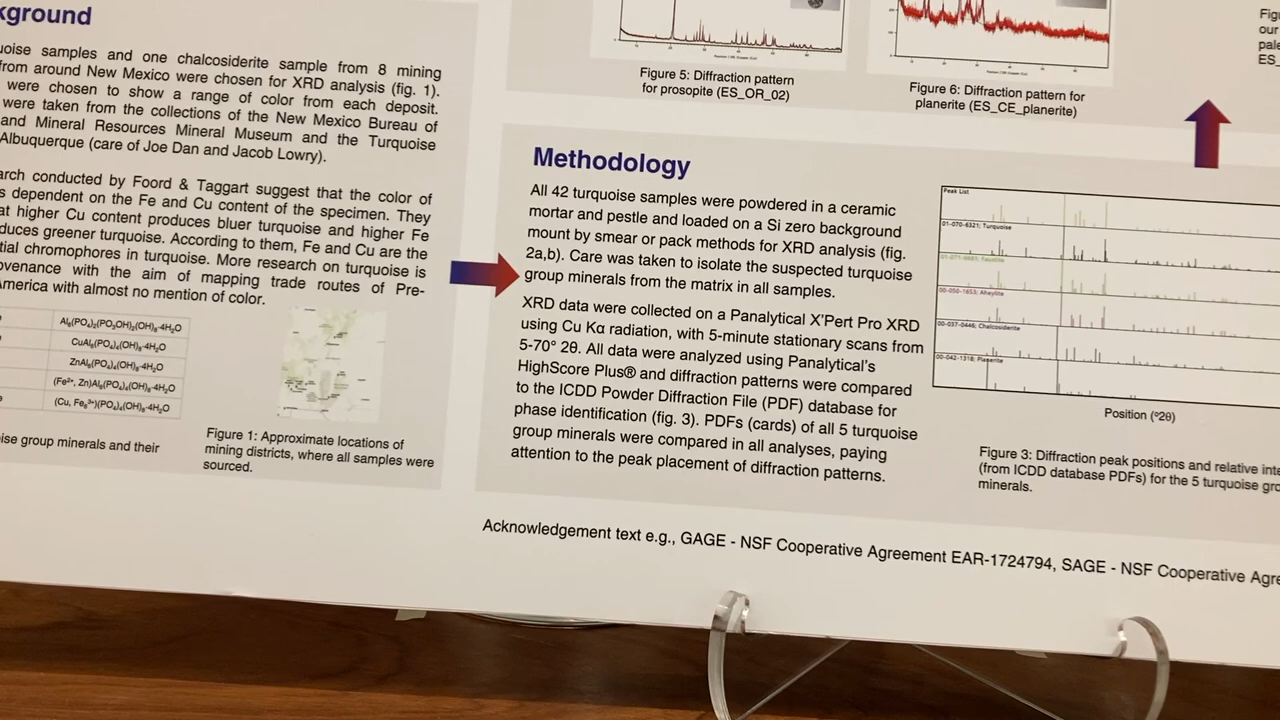 kground
uoise samples and one chalcosiderite sample from 8 mining
from around New Mexico were chosen for XRD analysis (fig. 1).
were chosen to show a range of color from each deposit.
were taken from the collections of the New Mexico Bureau of
and Mineral Resources Mineral Museum and the Turquoise
Albuquerque (care of Joe Dan and Jacob Lowry).
arch conducted by Foord & Taggart suggest that the color of
s dependent on the Fe and Cu content of the specimen. They
at higher Cu content produces bluer turquoise and higher Fe
duces greener turquoise. According to them, Fe and Cu are the
tial chromophores in turquoise. More research on turquoise is
ovenance with the aim of mapping trade routes of Pre-
America with almost no mention of color.
Al₆(PO₄)₂(PO₃OH)₂(OH)₈·4H₂O
CuAl₆(PO₄)₄(OH)₈·4H₂O
ZnAl₆(PO₄)₄(OH)₈·4H₂O
(Fe²⁺, Zn)Al₆(PO₄)₄(OH)₈·4H₂O
(Cu, Fe₆³⁺)(PO₄)₄(OH)₈·4H₂O
oise group minerals and their
Figure 1: Approximate locations of
mining districts, where all samples were
sourced.
Figure 5: Diffraction pattern
for prosopite (ES_OR_02)
Figure 6: Diffraction pattern for
planerite (ES_CE_planerite)
Figu
our
pale
ES_
Methodology
All 42 turquoise samples were powdered in a ceramic
mortar and pestle and loaded on a Si zero background
mount by smear or pack methods for XRD analysis (fig.
2a,b). Care was taken to isolate the suspected turquoise
group minerals from the matrix in all samples.
XRD data were collected on a Panalytical X'Pert Pro XRD
using Cu Kα radiation, with 5-minute stationary scans from
5-70° 2θ. All data were analyzed using Panalytical's
HighScore Plus® and diffraction patterns were compared
to the ICDD Powder Diffraction File (PDF) database for
phase identification (fig. 3). PDFs (cards) of all 5 turquoise
group minerals were compared in all analyses, paying
attention to the peak placement of diffraction patterns.
Peak List
01-070-6321; Turquoise
Faustite
00-050-1653; Aheylite
00-037-0446; Chalcosiderite
00-042-1318; Planerite
Position (º2θ)
Figure 3: Diffraction peak positions and relative inte
(from ICDD database PDFs) for the 5 turquoise gro
minerals.
Acknowledgement text e.g., GAGE - NSF Cooperative Agreement EAR-1724794, SAGE - NSF Cooperative Agre